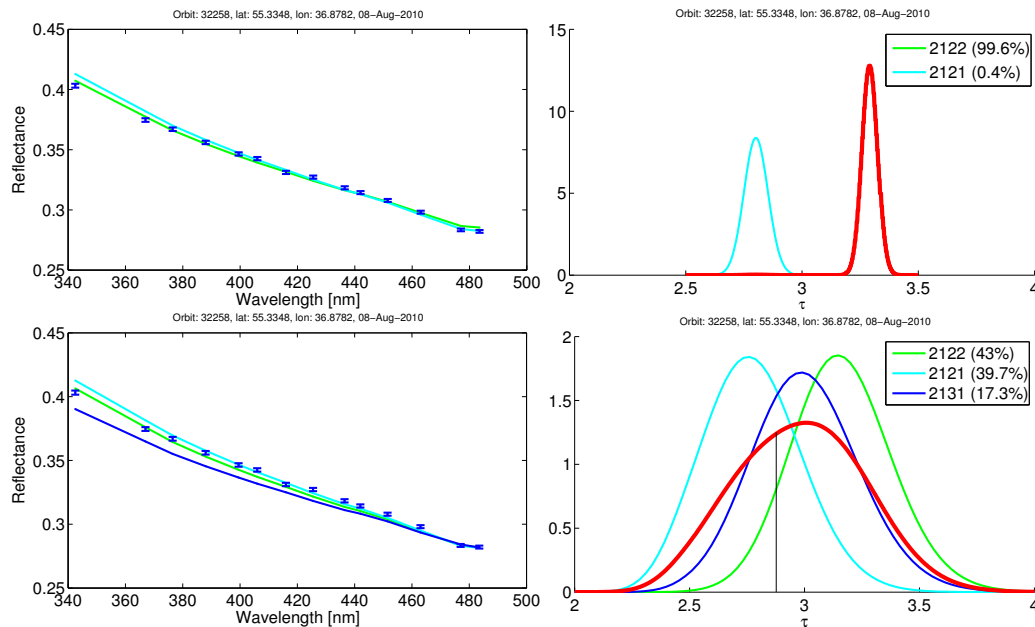 Orbit: 32258, lat: 55.3348, lon: 36.8782, 08-Aug-2010
0.45
0.4
0.35
0.3
0.25
Reflectance
340 360 380 400 420 440 460 480 500
Wavelength [nm]
Orbit: 32258, lat: 55.3348, lon: 36.8782, 08-Aug-2010
15
10
5
0
2122 (99.6%)
2121 (0.4%)
2 2.5 3 3.5 4
τ
Orbit: 32258, lat: 55.3348, lon: 36.8782, 08-Aug-2010
0.45
0.4
0.35
0.3
0.25
Reflectance
340 360 380 400 420 440 460 480 500
Wavelength [nm]
Orbit: 32258, lat: 55.3348, lon: 36.8782, 08-Aug-2010
2
1.5
1
0.5
0
2122 (43%)
2121 (39.7%)
2131 (17.3%)
2 2.5 3 3.5 4
τ